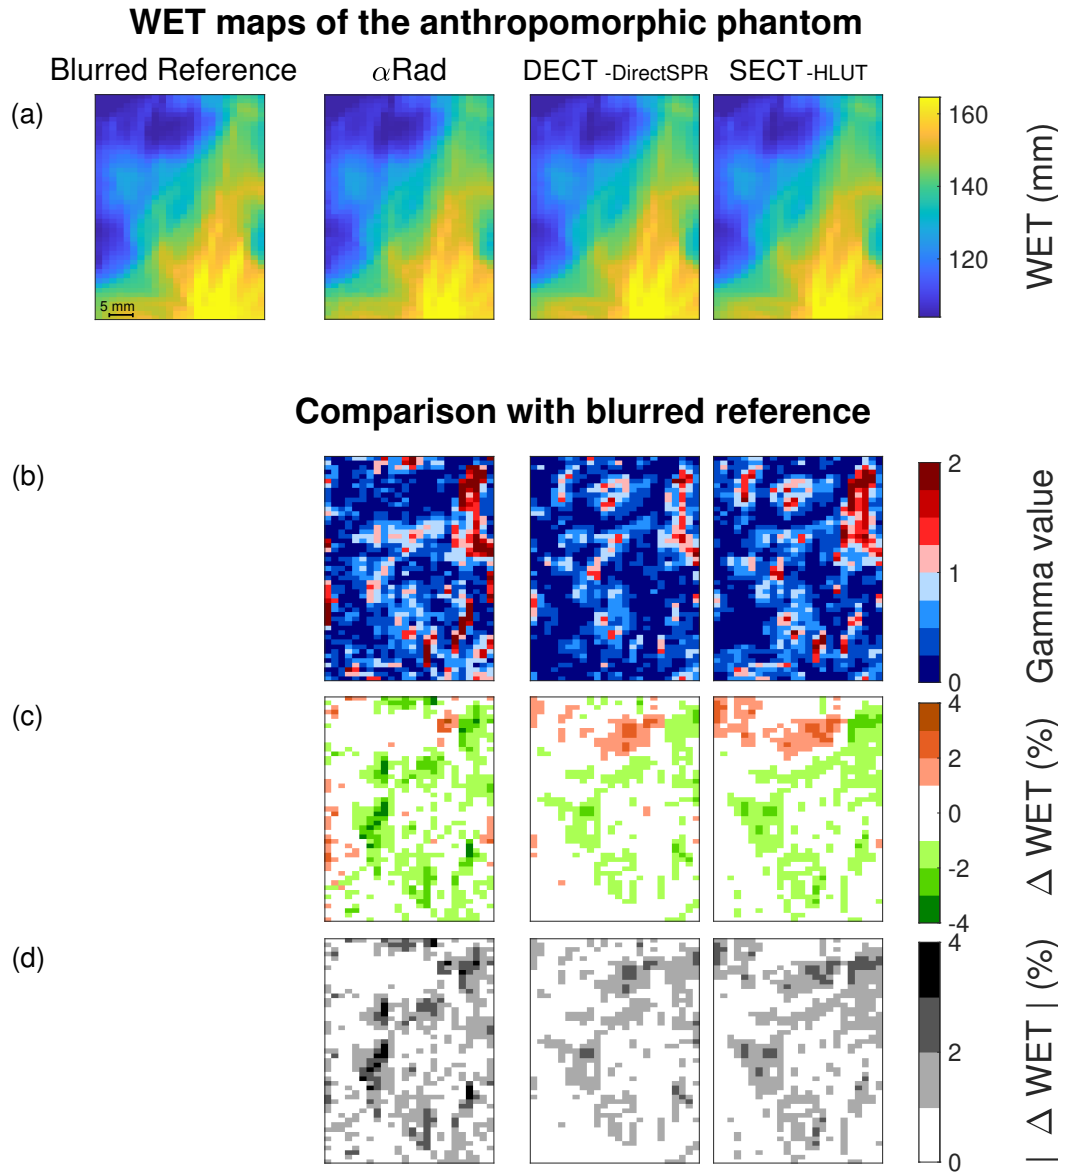 WET maps of the anthropomorphic phantom
Blurred Reference αRad DECT -DirectSPR SECT -HLUT
(a)
5 mm
160
140
120
WET (mm)
Comparison with blurred reference
(b)
2
1
0
Gamma value
(c)
4
2
0
-2
-4
Δ WET (%)
(d)
4
2
0
| Δ WET | (%)